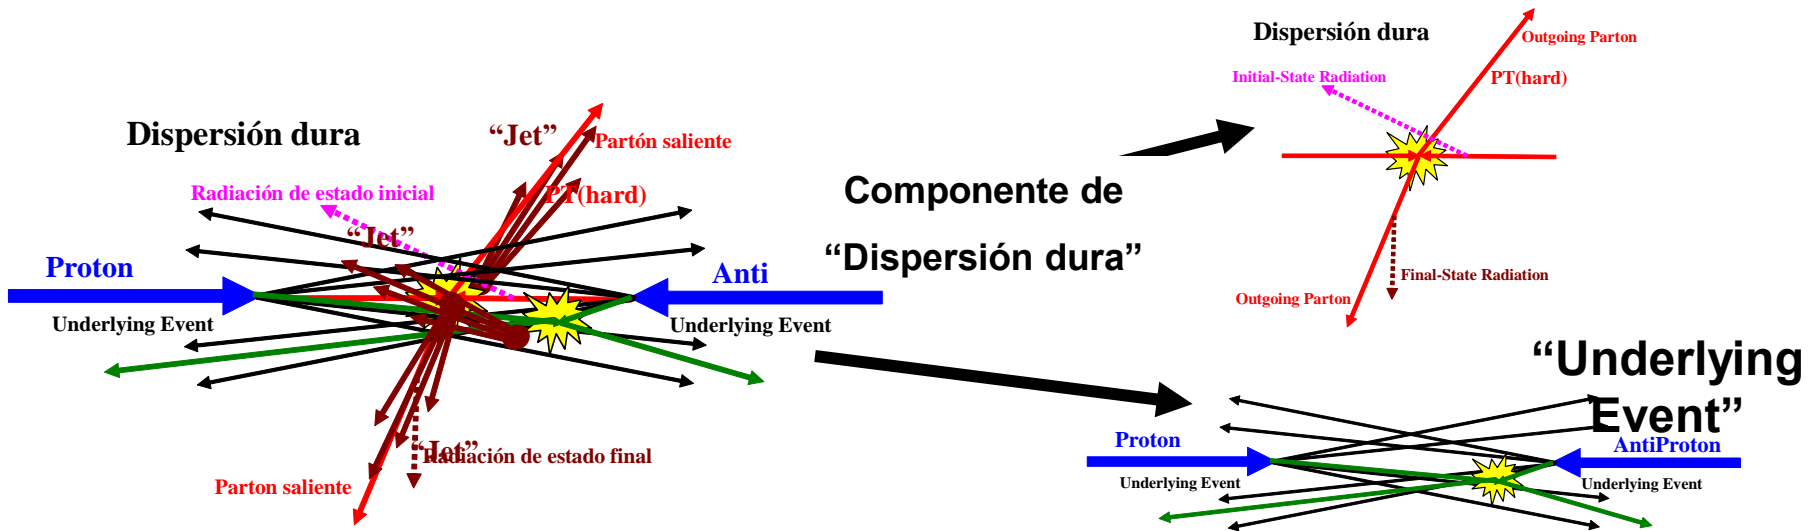 Dispersión dura
“Jet”
Partón saliente
Radiación de estado inicial
PT(hard)
“Jet”
Proton
Anti
Underlying Event
Underlying Event
“Jet”
Radiación de estado final
Parton saliente
Componente de
“Dispersión dura”
Dispersión dura
Outgoing Parton
Initial-State Radiation
PT(hard)
Final-State Radiation
Outgoing Parton
“Underlying
Event”
Proton
AntiProton
Underlying Event
Underlying Event